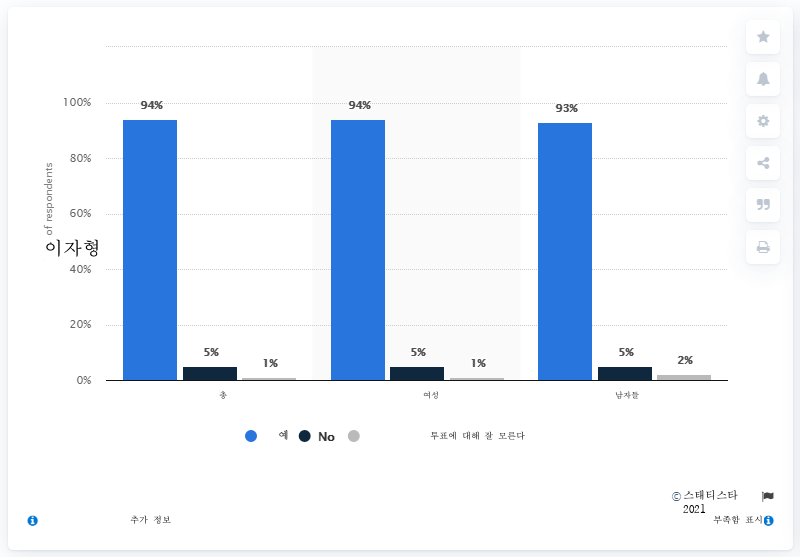 100%
80%
60%
40%
20%
0%
of respondents
이자형
94%
5%
1%
94%
5%
1%
93%
5%
2%
총
여성
남자들
예
No
투표에 대해 잘 모른다
© 스태티스타
2021
추가 정보
부족함 표시